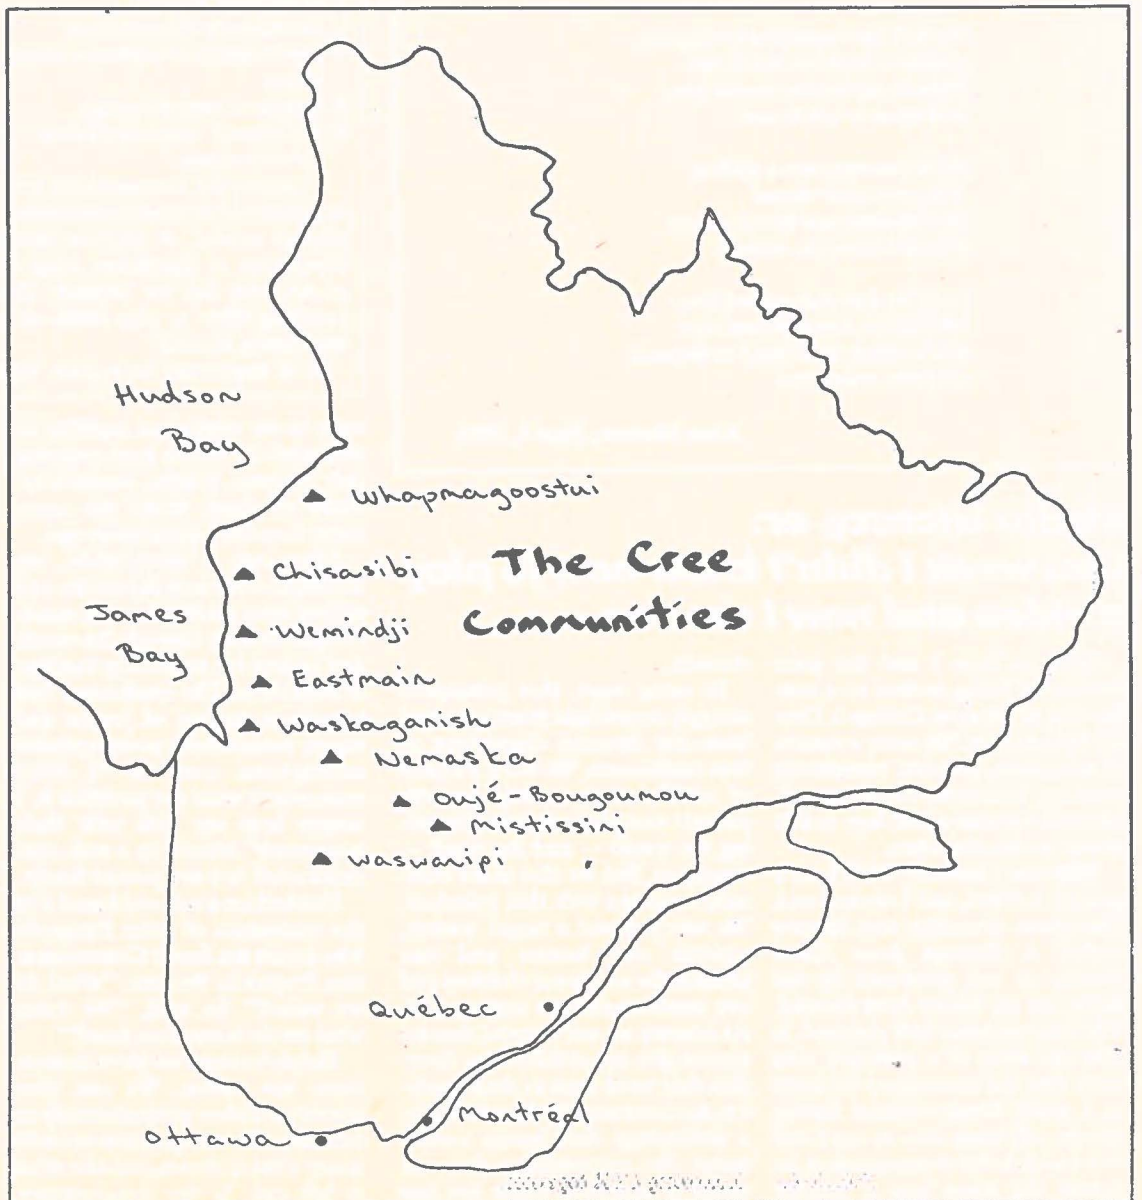 Hudson
Bay
Whapmagoostui
The Cree
Communities
Chisasibi
James
Bay
Wemindji
Eastmain
Waskaganish
Nemaska
Oujé-Bougoumou
Mistissini
Waswanipi
Québec
Montréal
Ottawa